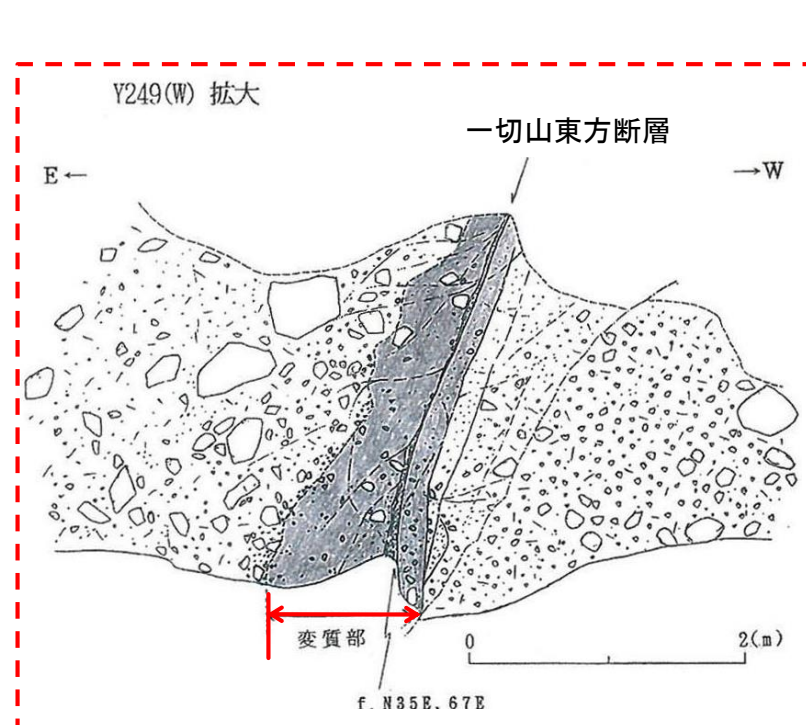 Y249(W) 拡大
一切山東方断層
E←
→W
変質部
0
2(m)
f. N35E, 67E